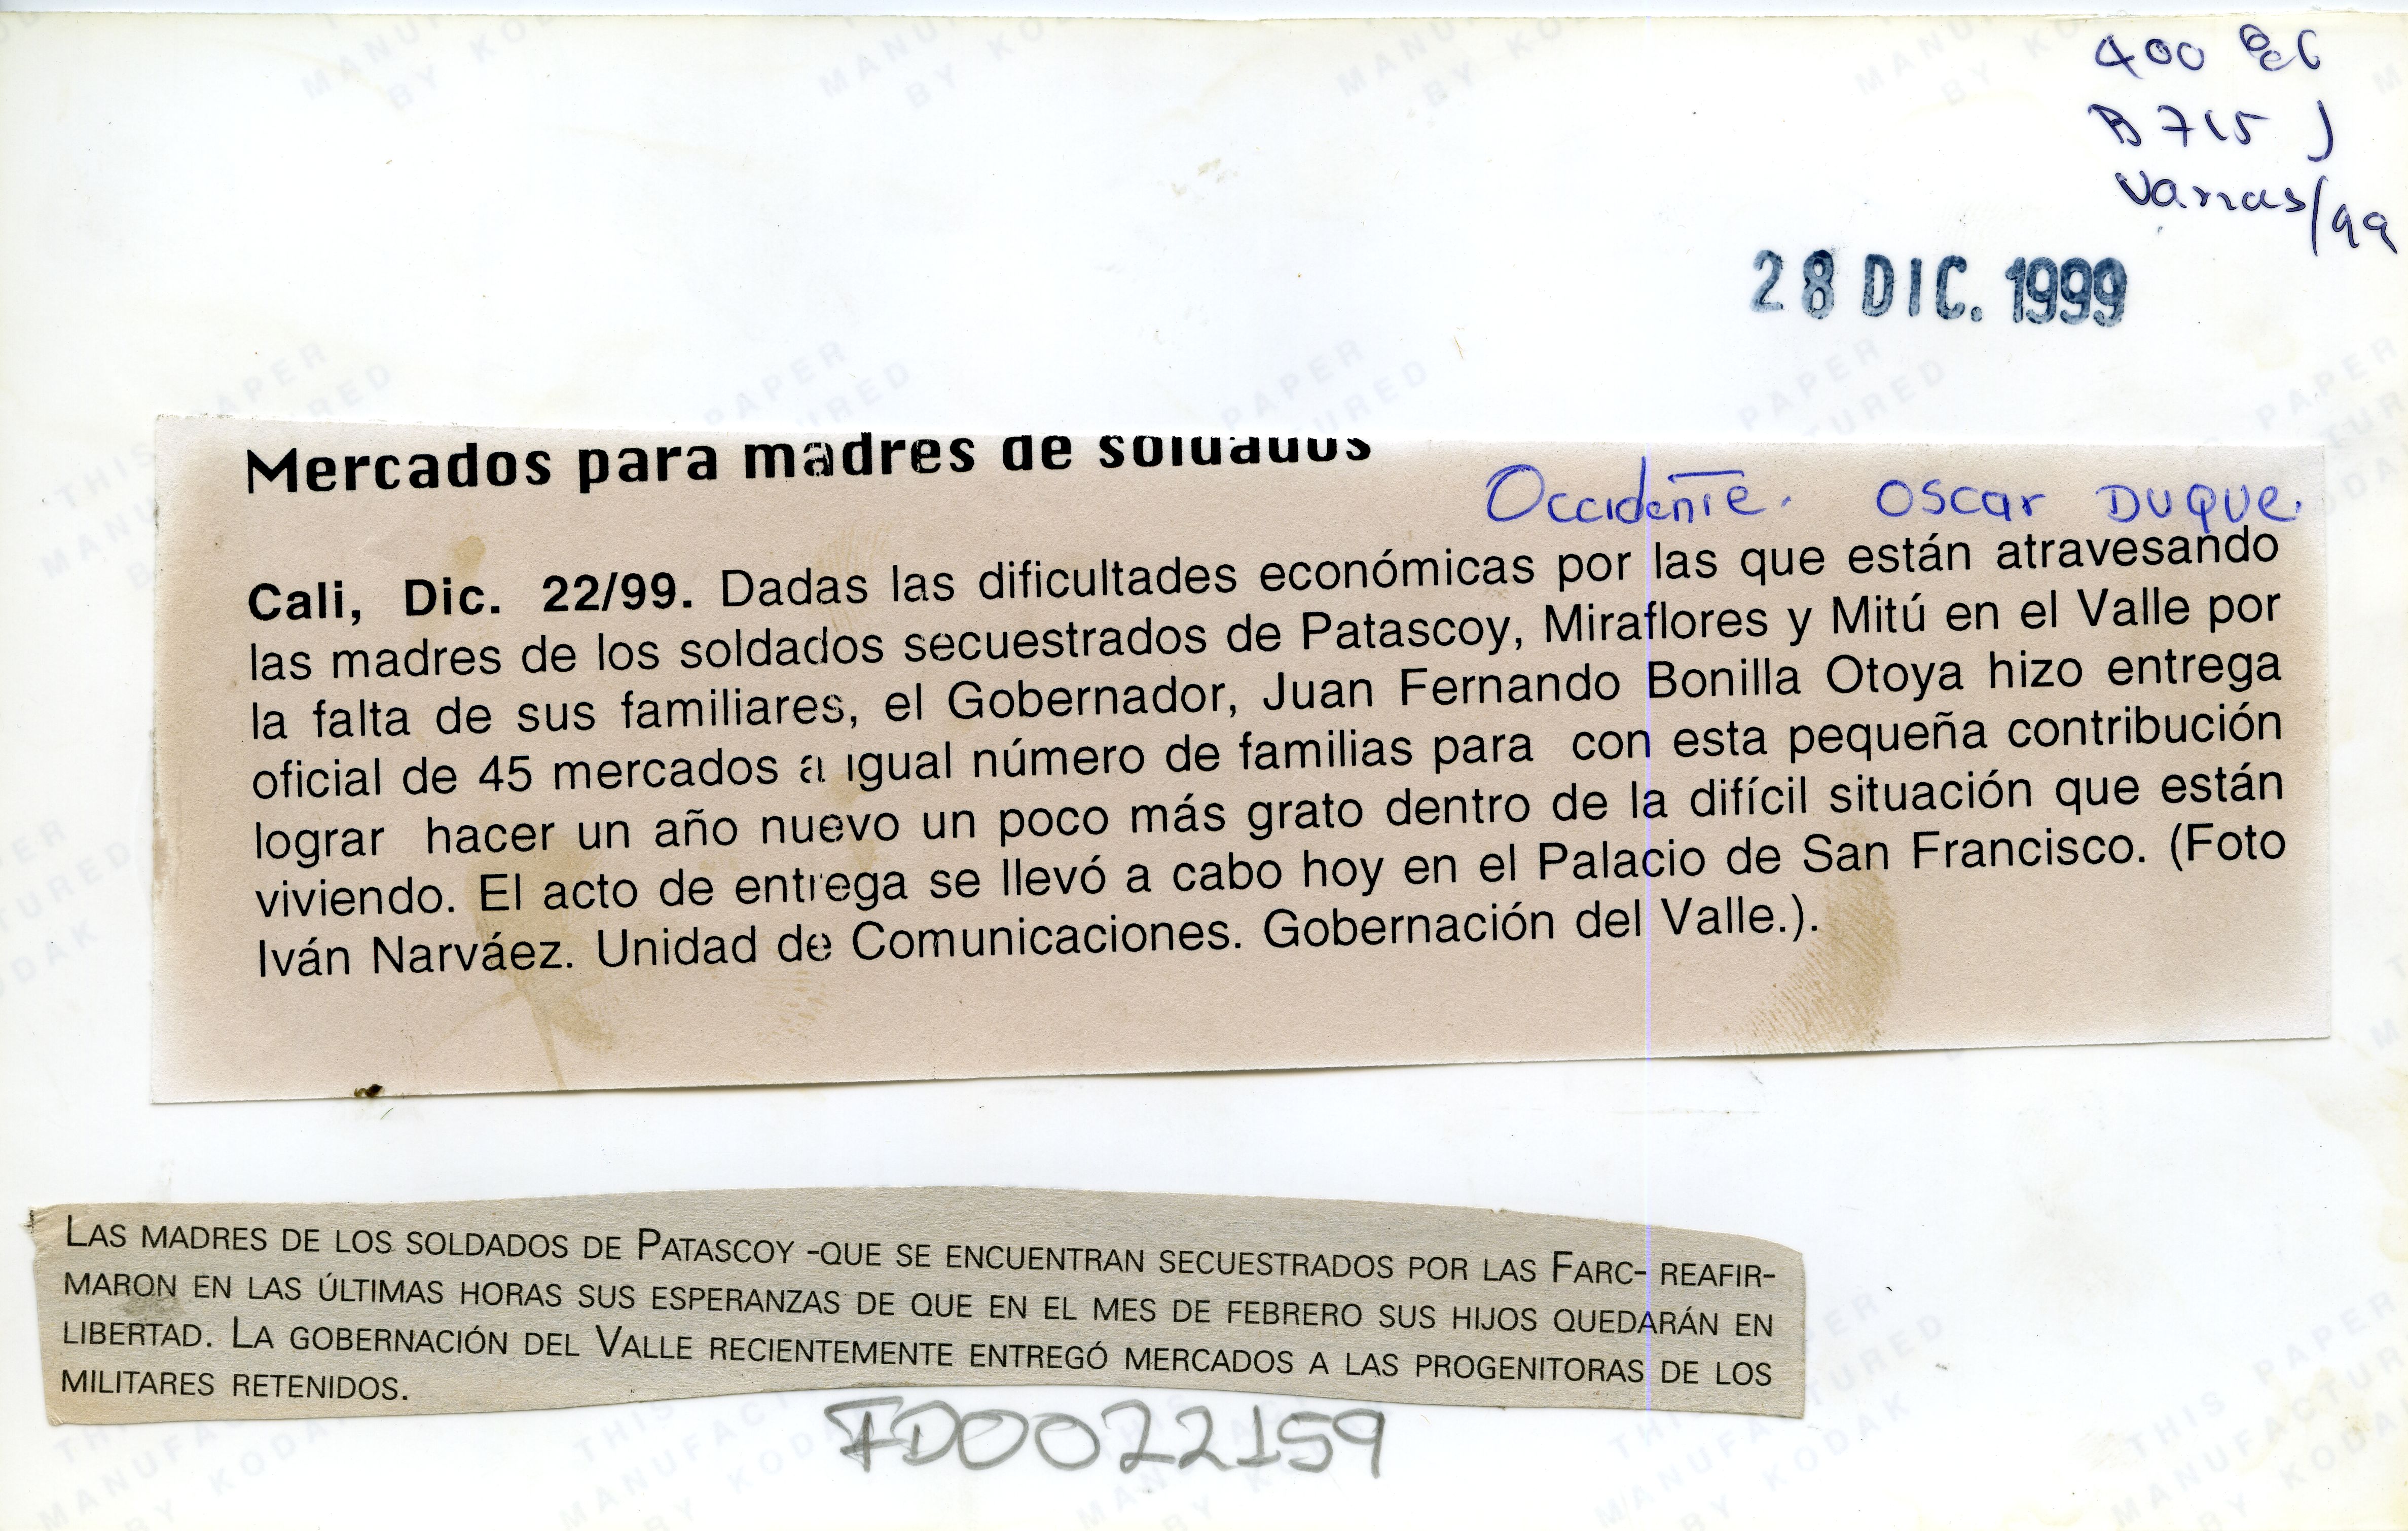 400
B 715 J
Varias/99
28 DIC. 1999
Mercados para madres de soldados
Occidente. Oscar Duque.
Cali, Dic. 22/99. Dadas las dificultades económicas por las que están atravesando
las madres de los soldados secuestrados de Patascoy, Miraflores y Mitú en el Valle por
la falta de sus familiares, el Gobernador, Juan Fernando Bonilla Otoya hizo entrega
oficial de 45 mercados a igual número de familias para con esta pequeña contribución
lograr hacer un año nuevo un poco más grato dentro de la difícil situación que están
viviendo. El acto de entrega se llevó a cabo hoy en el Palacio de San Francisco. (Foto
Iván Narváez. Unidad de Comunicaciones. Gobernación del Valle.).
LAS MADRES DE LOS SOLDADOS DE PATASCOY -QUE SE ENCUENTRAN SECUESTRADOS POR LAS FARC- REAFIR-
MARON EN LAS ÚLTIMAS HORAS SUS ESPERANZAS DE QUE EN EL MES DE FEBRERO SUS HIJOS QUEDARÁN EN
LIBERTAD. LA GOBERNACIÓN DEL VALLE RECIENTEMENTE ENTREGÓ MERCADOS A LAS PROGENITORAS DE LOS
MILITARES RETENIDOS.
FD0022159
THIS PAPER
MANUFACTURED
BY KODAK